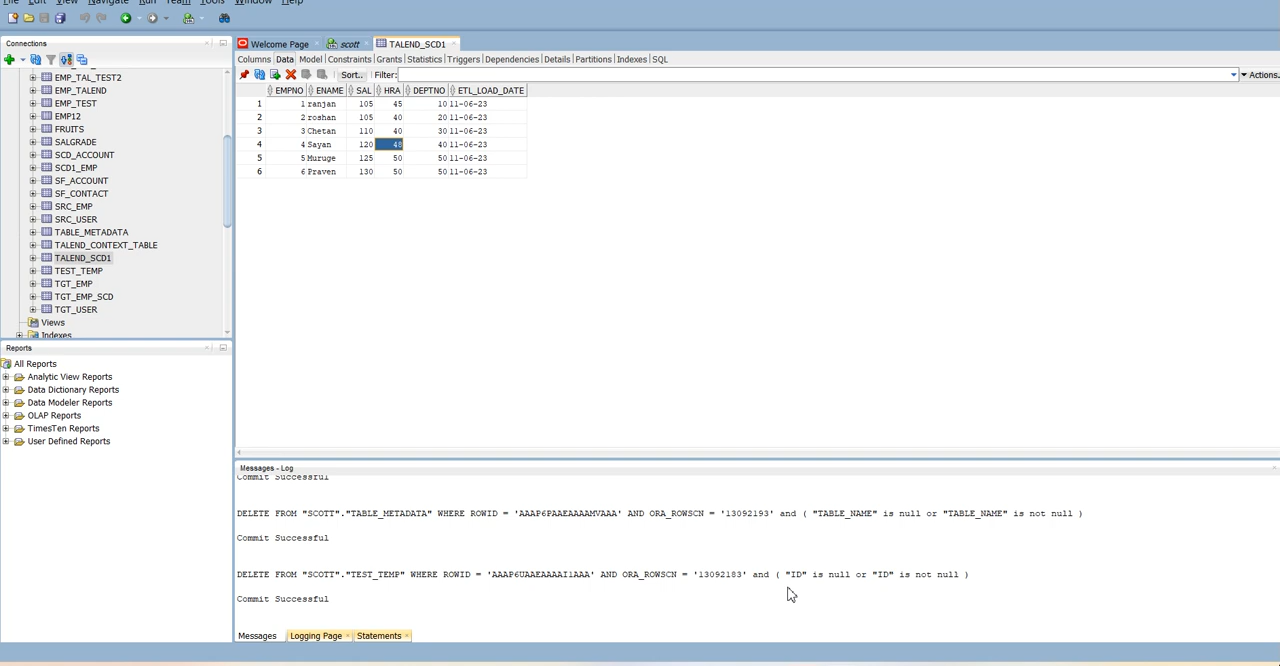 File Edit View Navigate Run Team Tools Window Help
Connections
Welcome Page
scott
TALEND_SCD1
Columns Data Model Constraints Grants Statistics Triggers Dependencies Details Partitions Indexes SQL
Sort.. Filter: Actions..
EMPNO ENAME SAL HRA DEPTNO ETL_LOAD_DATE
1 1 ranjan 105 45 10 11-06-23
2 2 roshan 105 40 20 11-06-23
3 3 Chetan 110 40 30 11-06-23
4 4 Sayan 120 48 40 11-06-23
5 5 Muruge 125 50 50 11-06-23
6 6 Praven 130 50 50 11-06-23
EMP_TAL_TEST2
EMP_TALEND
EMP_TEST
EMP12
FRUITS
SALGRADE
SCD_ACCOUNT
SCD1_EMP
SF_ACCOUNT
SF_CONTACT
SRC_EMP
SRC_USER
TABLE_METADATA
TALEND_CONTEXT_TABLE
TALEND_SCD1
TEST_TEMP
TGT_EMP
TGT_EMP_SCD
TGT_USER
Views
Indexes
Reports
All Reports
Analytic View Reports
Data Dictionary Reports
Data Modeler Reports
OLAP Reports
TimesTen Reports
User Defined Reports
Messages - Log
Commit Successful
DELETE FROM "SCOTT"."TABLE_METADATA" WHERE ROWID = 'AAAP6PAAEAAAAMVAAA' AND ORA_ROWSCN = '13092193' and ( "TABLE_NAME" is null or "TABLE_NAME" is not null )
Commit Successful
DELETE FROM "SCOTT"."TEST_TEMP" WHERE ROWID = 'AAAP6UAAEAAAAI1AAA' AND ORA_ROWSCN = '13092183' and ( "ID" is null or "ID" is not null )
Commit Successful
Messages Logging Page Statements